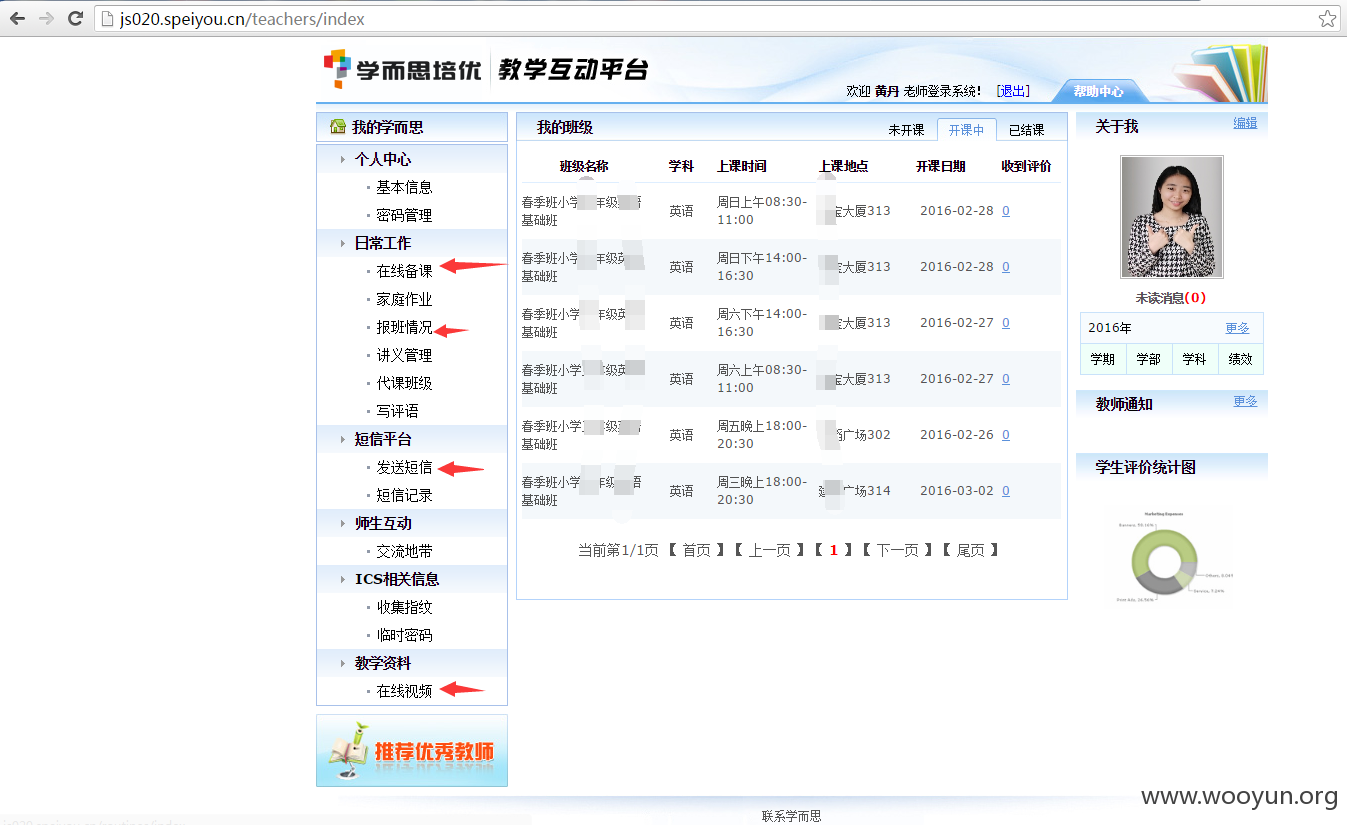 js020.speiyou.cn/teachers/index
学而思培优 教学互动平台
欢迎 黄丹 老师登录系统! [退出] 帮助中心
我的学而思
个人中心
基本信息
密码管理
日常工作
在线备课
家庭作业
报班情况
讲义管理
代课班级
写评语
短信平台
发送短信
短信记录
师生互动
交流地带
ICS相关信息
收集指纹
临时密码
教学资料
在线视频
推荐优秀教师
我的班级 未开课 开课中 已结课
班级名称 学科 上课时间 上课地点 开课日期 收到评价
春季班小学 年级 语
基础班 英语 周日上午08:30-
11:00 宝大厦313 2016-02-28 0
春季班小学 年级英
基础班 英语 周日下午14:00-
16:30 宝大厦313 2016-02-28 0
春季班小学 年级英
基础班 英语 周六下午14:00-
16:30 宝大厦313 2016-02-27 0
春季班小学 年级英
基础班 英语 周六上午08:30-
11:00 宝大厦313 2016-02-27 0
春季班小学 年级 语
基础班 英语 周五晚上18:00-
20:30 广场302 2016-02-26 0
春季班小学 年级 语
基础班 英语 周三晚上18:00-
20:30 广场314 2016-03-02 0
当前第1/1页 【 首页 】【 上一页 】【 1 】【 下一页 】【 尾页 】
关于我 编辑
未读消息(0)
2016年 更多
学期 学部 学科 绩效
教师通知 更多
学生评价统计图
Marketing Expenses
联系学而思
www.wooyun.org